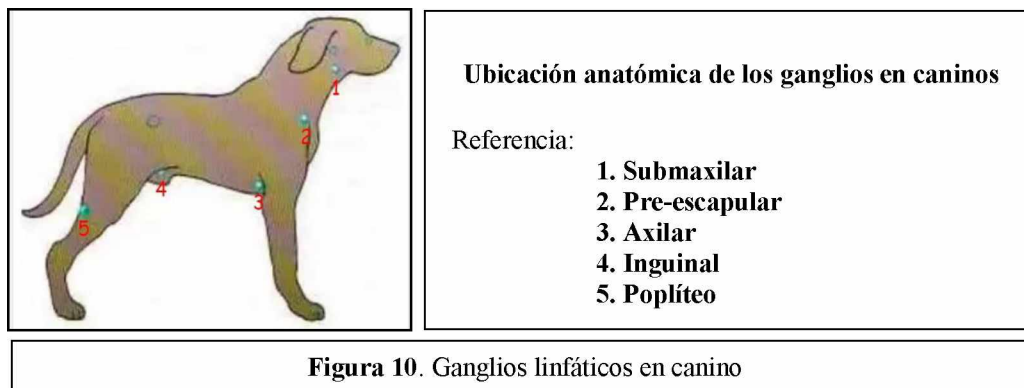 1
2
3
4
5
Ubicación anatómica de los ganglios en caninos
Referencia:
1. Submaxilar
2. Pre-escapular
3. Axilar
4. Inguinal
5. Poplíteo
Figura 10. Ganglios linfáticos en canino